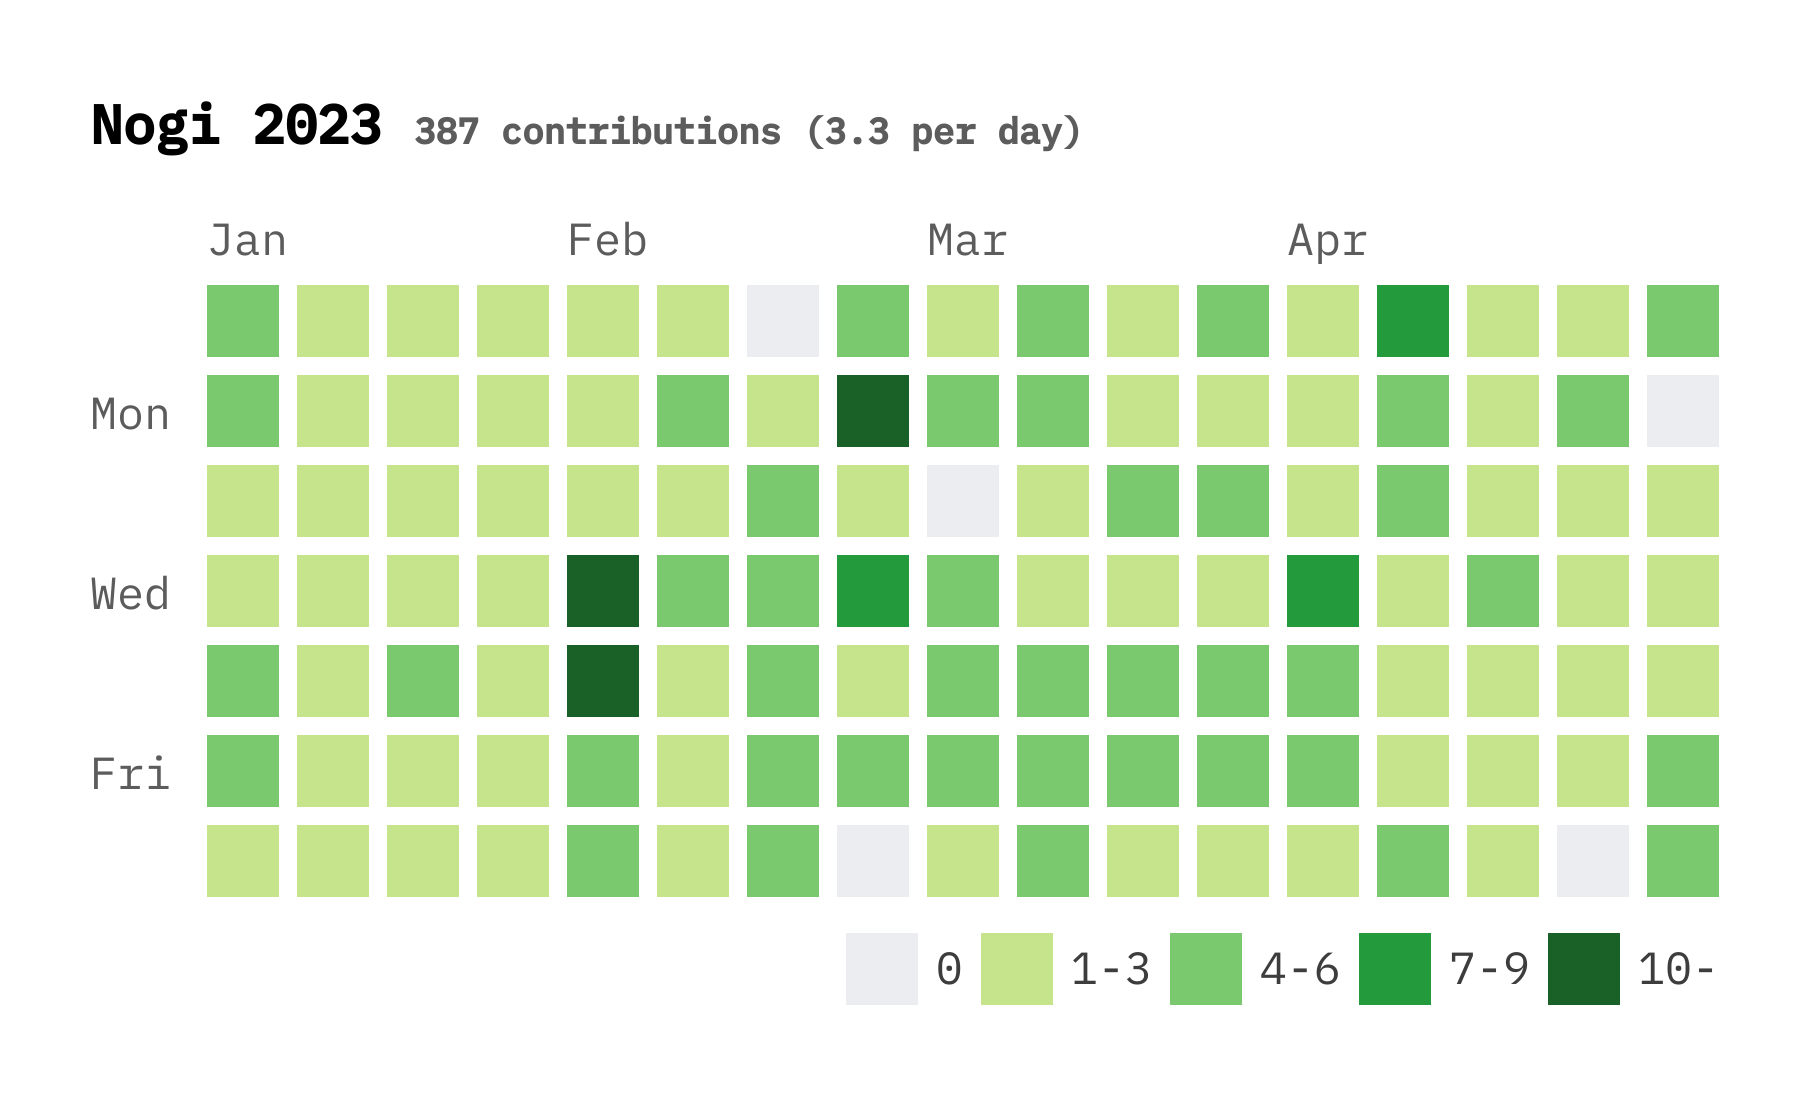 Nogi 2023 387 contributions (3.3 per day)
Jan Feb Mar Apr
Mon
Wed
Fri
0 1-3 4-6 7-9 10-